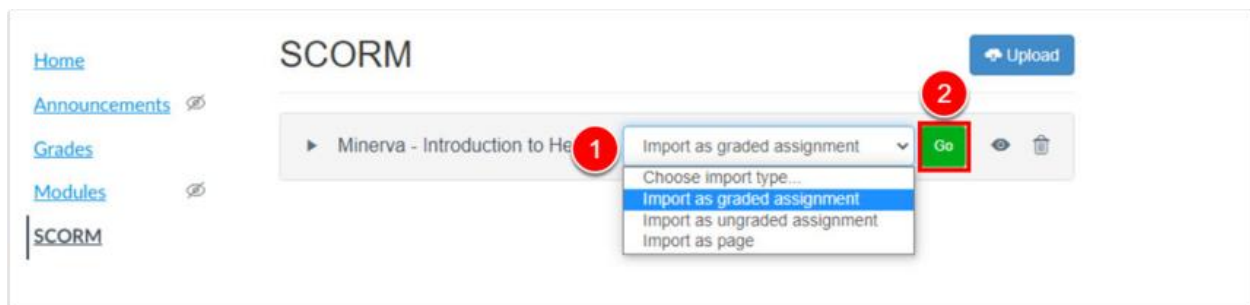 SCORM
Upload
Home
Announcements
Grades
Modules
SCORM
2
Minerva - Introduction to He
1
Import as graded assignment
Go
Choose import type...
Import as graded assignment
Import as ungraded assignment
Import as page